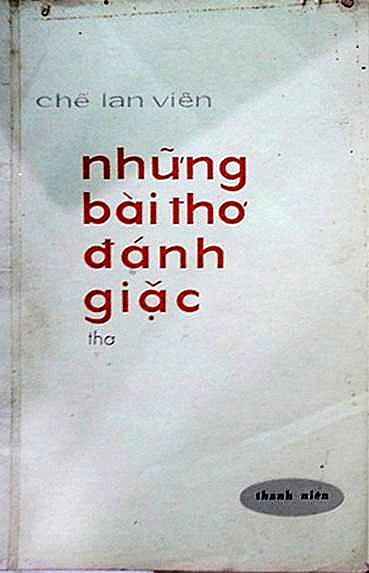 chế lan viên
những
bài thơ
đánh
giặc
thơ
thanh niên